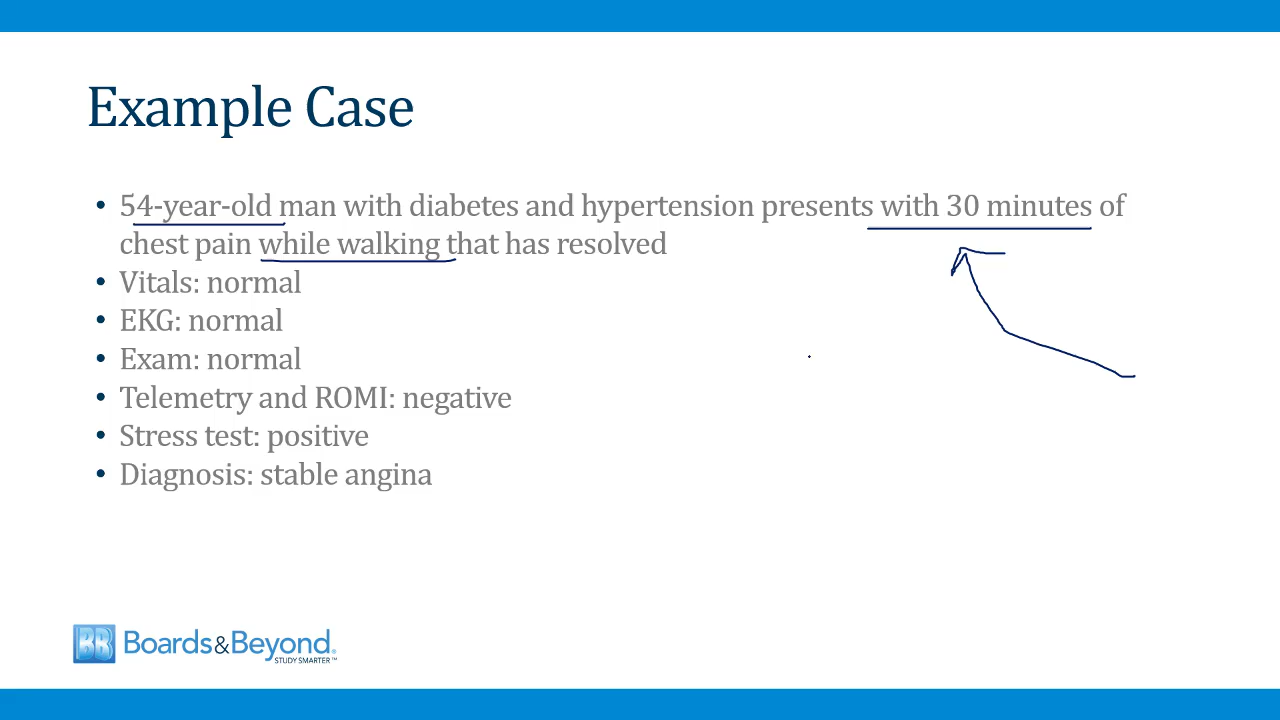 Example Case
• 54-year-old man with diabetes and hypertension presents with 30 minutes of
chest pain while walking that has resolved
• Vitals: normal
• EKG: normal
• Exam: normal
• Telemetry and ROMI: negative
• Stress test: positive
• Diagnosis: stable angina
BB Boards&Beyond®
STUDY SMARTER™